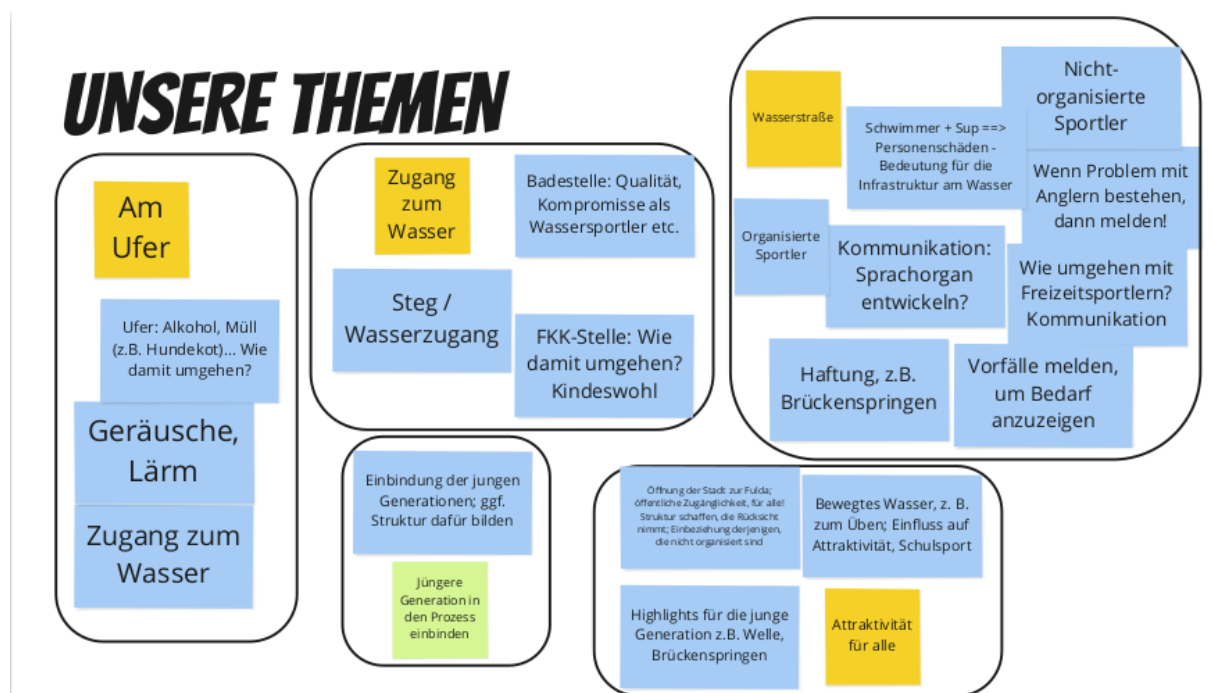 UNSERE THEMEN
Am
Ufer
Ufer: Alkohol, Müll
(z.B. Hundekot)... Wie
damit umgehen?
Geräusche,
Lärm
Zugang zum
Wasser
Zugang
zum
Wasser
Badestelle: Qualität,
Kompromisse als
Wassersportler etc.
Steg /
Wasserzugang
FKK-Stelle: Wie
damit umgehen?
Kindeswohl
Einbindung der jungen
Generationen; ggf.
Struktur dafür bilden
Jüngere
Generation in
den Prozess
einbinden
Wasserstraße
Schwimmer + Sup ==>
Personenschäden -
Bedeutung für die
Infrastruktur am Wasser
Nicht-
organisierte
Sportler
Wenn Problem mit
Anglern bestehen,
dann melden!
Organisierte
Sportler
Kommunikation:
Sprachorgan
entwickeln?
Wie umgehen mit
Freizeitsportlern?
Kommunikation
Haftung, z.B.
Brückenspringen
Vorfälle melden,
um Bedarf
anzuzeigen
Öffnung der Stadt zur Fulda;
öffentliche Zugänglichkeit, für alle!
Struktur schaffen, die Rücksicht
nimmt; Einbeziehung derjenigen,
die nicht organisiert sind
Bewegtes Wasser, z. B.
zum Üben; Einfluss auf
Attraktivität, Schulsport
Highlights für die junge
Generation z.B. Welle,
Brückenspringen
Attraktivität
für alle